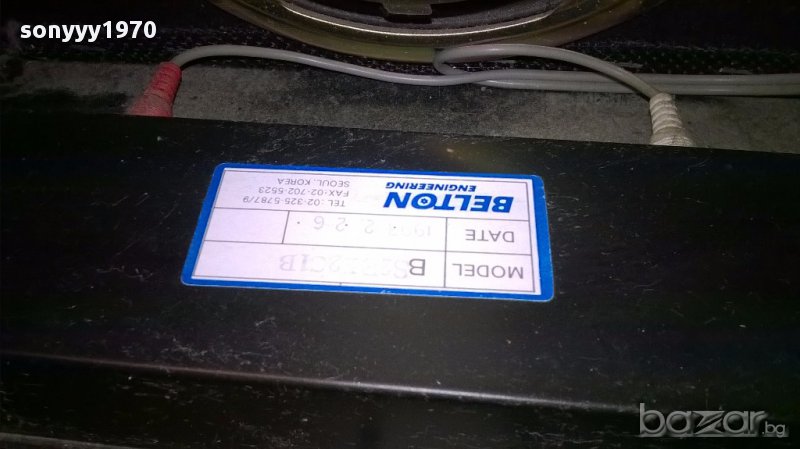 sonyyy1970
MODEL
DATE
BELTON
ENGINEERING
TEL: 02-325-5787/9
FAX:02-702-5523
SEOUL, KOREA
bazar.bg